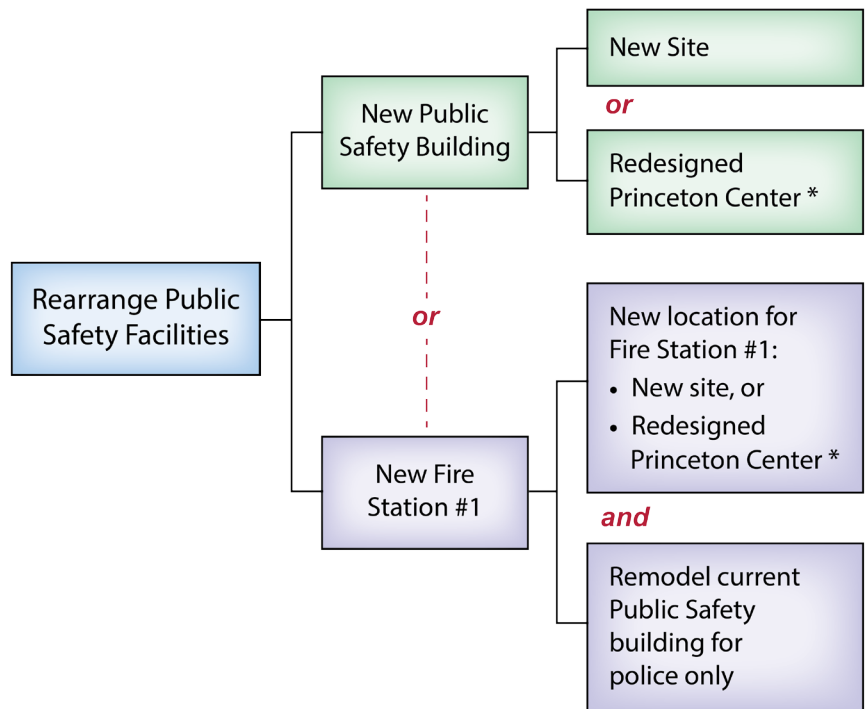 Rearrange Public
Safety Facilities
New Public
Safety Building
or
New Fire
Station #1
New Site
or
Redesigned
Princeton Center *
New location for
Fire Station #1:
• New site, or
• Redesigned
Princeton Center *
and
Remodel current
Public Safety
building for
police only